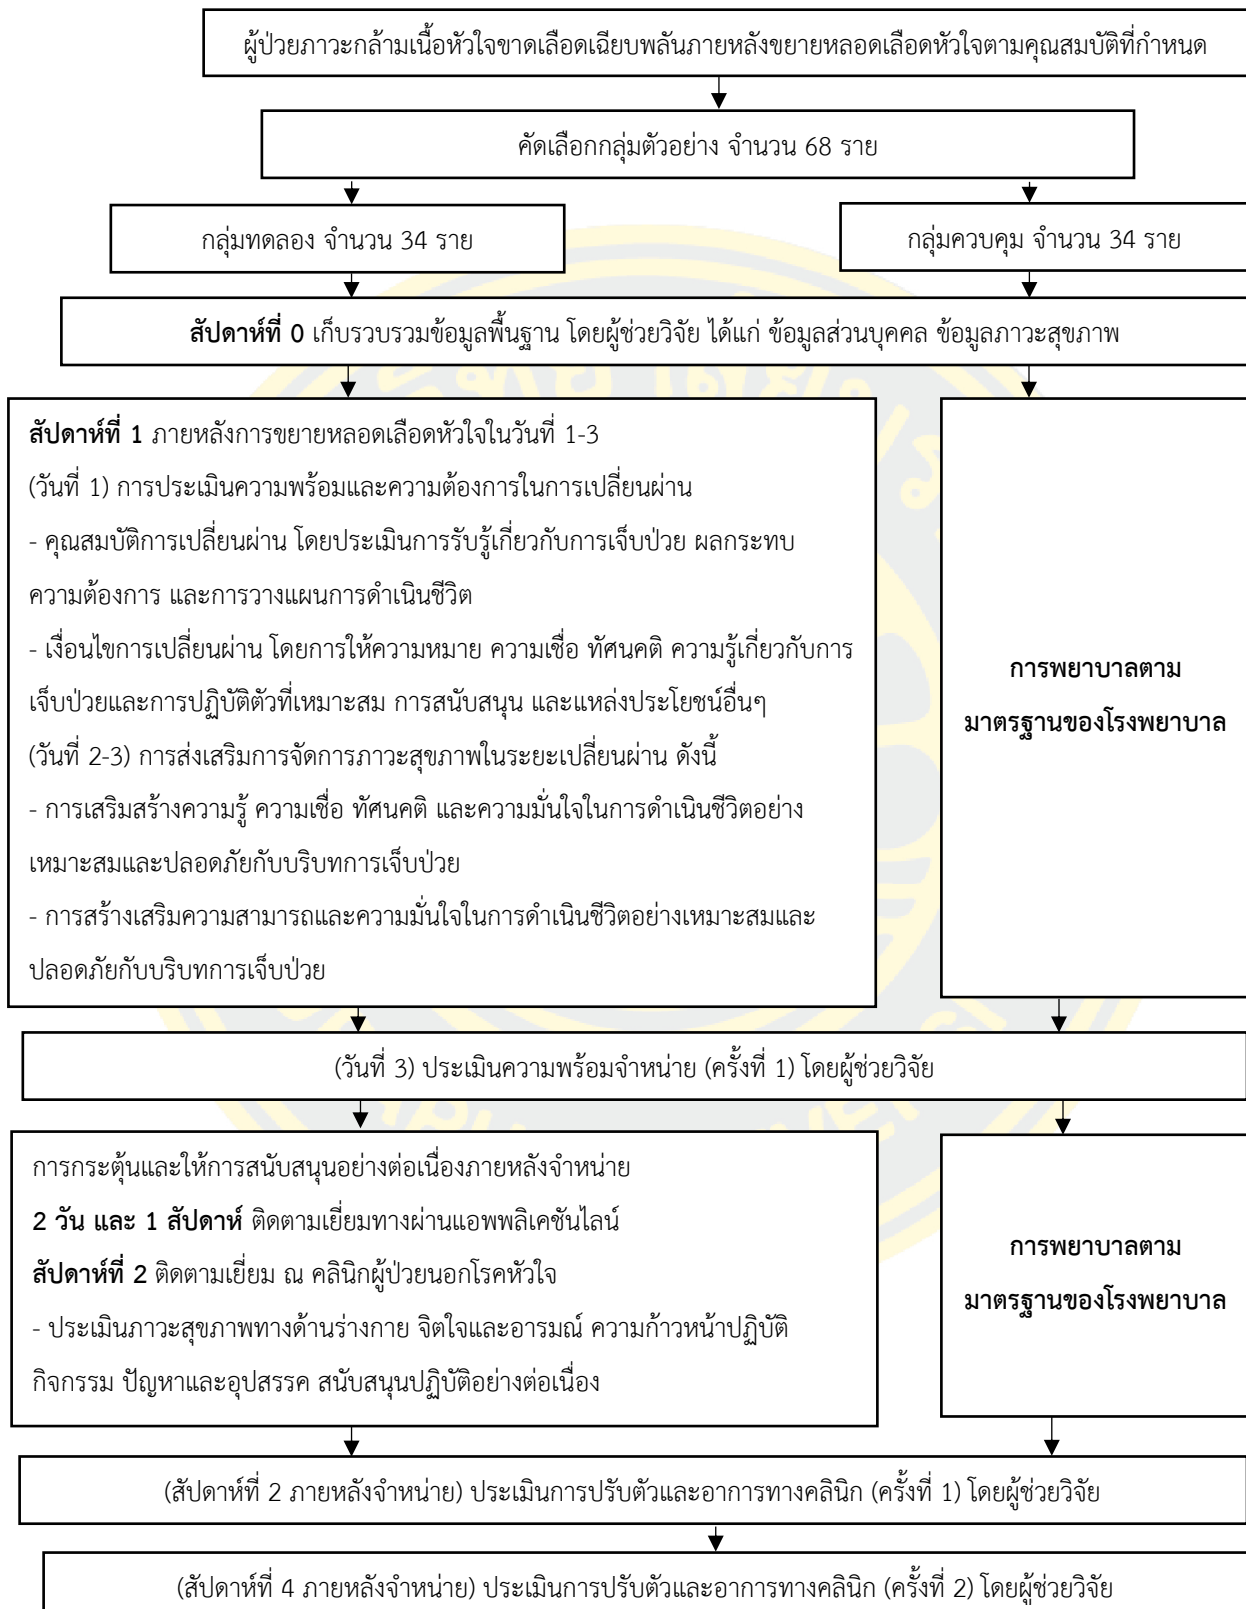 ผู้ป่วยภาวะกล้ามเนื้อหัวใจขาดเลือดเฉียบพลันภายหลังขยายหลอดเลือดหัวใจตามคุณสมบัติที่กำหนด
คัดเลือกกลุ่มตัวอย่าง จำนวน 68 ราย
กลุ่มทดลอง จำนวน 34 ราย
กลุ่มควบคุม จำนวน 34 ราย
สัปดาห์ที่ 0 เก็บรวบรวมข้อมูลพื้นฐาน โดยผู้ช่วยวิจัย ได้แก่ ข้อมูลส่วนบุคคล ข้อมูลภาวะสุขภาพ
สัปดาห์ที่ 1 ภายหลังการขยายหลอดเลือดหัวใจในวันที่ 1-3
(วันที่ 1) การประเมินความพร้อมและความต้องการในการเปลี่ยนผ่าน
- คุณสมบัติการเปลี่ยนผ่าน โดยประเมินการรับรู้เกี่ยวกับการเจ็บป่วย ผลกระทบ
ความต้องการ และการวางแผนการดำเนินชีวิต
- เงื่อนไขการเปลี่ยนผ่าน โดยการให้ความหมาย ความเชื่อ ทัศนคติ ความรู้เกี่ยวกับการ
เจ็บป่วยและการปฏิบัติตัวที่เหมาะสม การสนับสนุน และแหล่งประโยชน์อื่นๆ
(วันที่ 2-3) การส่งเสริมการจัดการภาวะสุขภาพในระยะเปลี่ยนผ่าน ดังนี้
- การเสริมสร้างความรู้ ความเชื่อ ทัศนคติ และความมั่นใจในการดำเนินชีวิตอย่าง
เหมาะสมและปลอดภัยกับบริบทการเจ็บป่วย
- การสร้างเสริมความสามารถและความมั่นใจในการดำเนินชีวิตอย่างเหมาะสมและ
ปลอดภัยกับบริบทการเจ็บป่วย
การพยาบาลตาม
มาตรฐานของโรงพยาบาล
(วันที่ 3) ประเมินความพร้อมจำหน่าย (ครั้งที่ 1) โดยผู้ช่วยวิจัย
การกระตุ้นและให้การสนับสนุนอย่างต่อเนื่องภายหลังจำหน่าย
2 วัน และ 1 สัปดาห์ ติดตามเยี่ยมทางผ่านแอพพลิเคชันไลน์
สัปดาห์ที่ 2 ติดตามเยี่ยม ณ คลินิกผู้ป่วยนอกโรคหัวใจ
- ประเมินภาวะสุขภาพทางด้านร่างกาย จิตใจและอารมณ์ ความก้าวหน้าปฏิบัติ
กิจกรรม ปัญหาและอุปสรรค สนับสนุนปฏิบัติอย่างต่อเนื่อง
การพยาบาลตาม
มาตรฐานของโรงพยาบาล
(สัปดาห์ที่ 2 ภายหลังจำหน่าย) ประเมินการปรับตัวและอาการทางคลินิก (ครั้งที่ 1) โดยผู้ช่วยวิจัย
(สัปดาห์ที่ 4 ภายหลังจำหน่าย) ประเมินการปรับตัวและอาการทางคลินิก (ครั้งที่ 2) โดยผู้ช่วยวิจัย